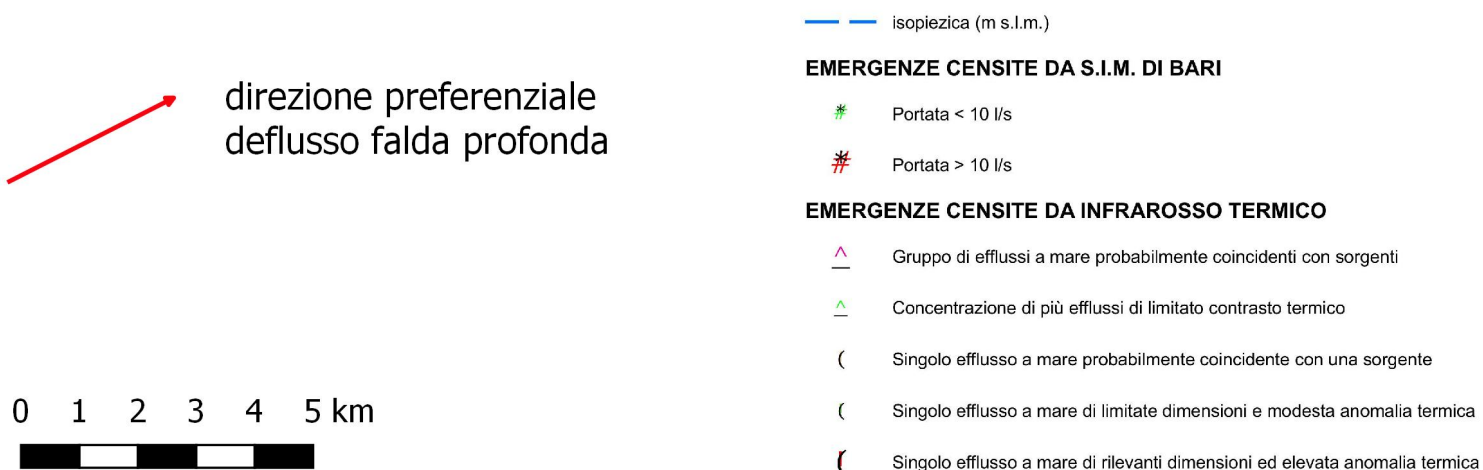 direzione preferenziale
deflusso falda profonda
0 1 2 3 4 5 km
isopiezica (m s.l.m.)
EMERGENZE CENSITE DA S.I.M. DI BARI
Portata < 10 l/s
Portata > 10 l/s
EMERGENZE CENSITE DA INFRAROSSO TERMICO
Gruppo di efflussi a mare probabilmente coincidenti con sorgenti
Concentrazione di più efflussi di limitato contrasto termico
Singolo efflusso a mare probabilmente coincidente con una sorgente
Singolo efflusso a mare di limitate dimensioni e modesta anomalia termica
Singolo efflusso a mare di rilevanti dimensioni ed elevata anomalia termica